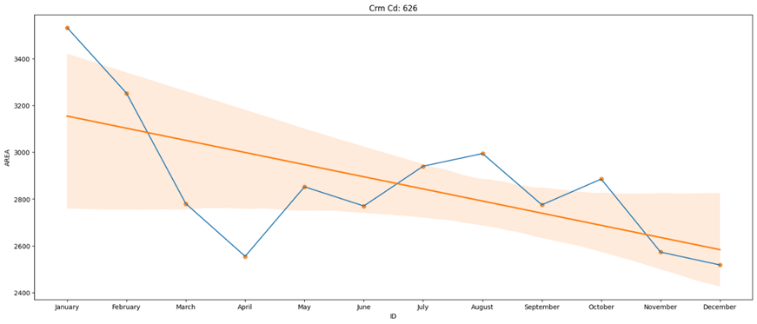 Crm Cd: 626
3400
3200
3000
2800
2600
2400
AREA
January February March April May June July August September October November December
ID